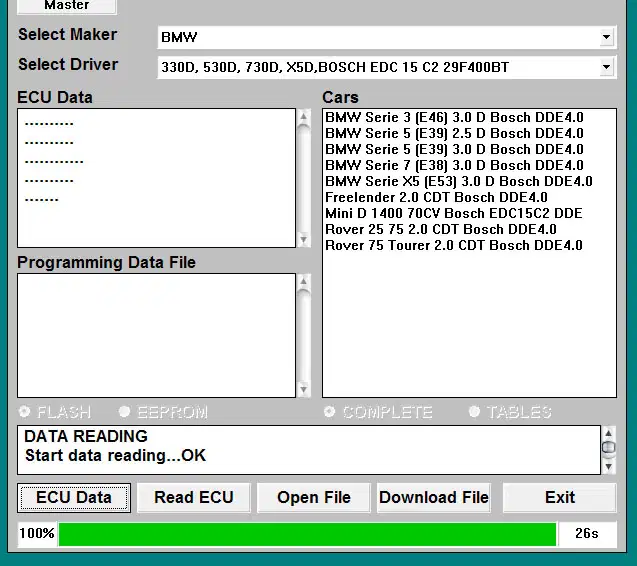 Master
Select Maker
BMW
Select Driver
330D, 530D, 730D, X5D,BOSCH EDC 15 C2 29F400BT
ECU Data
----------
----------
------------
----------
-------
Cars
BMW Serie 3 (E46) 3.0 D Bosch DDE4.0
BMW Serie 5 (E39) 2.5 D Bosch DDE4.0
BMW Serie 5 (E39) 3.0 D Bosch DDE4.0
BMW Serie 7 (E38) 3.0 D Bosch DDE4.0
BMW Serie X5 (E53) 3.0 D Bosch DDE4.0
Freelender 2.0 CDT Bosch DDE4.0
Mini D 1400 70CV Bosch EDC15C2 DDE
Rover 25 75 2.0 CDT Bosch DDE4.0
Rover 75 Tourer 2.0 CDT Bosch DDE4.0
Programming Data File
FLASH
EEPROM
COMPLETE
TABLES
DATA READING
Start data reading...OK
ECU Data
Read ECU
Open File
Download File
Exit
100%
26s